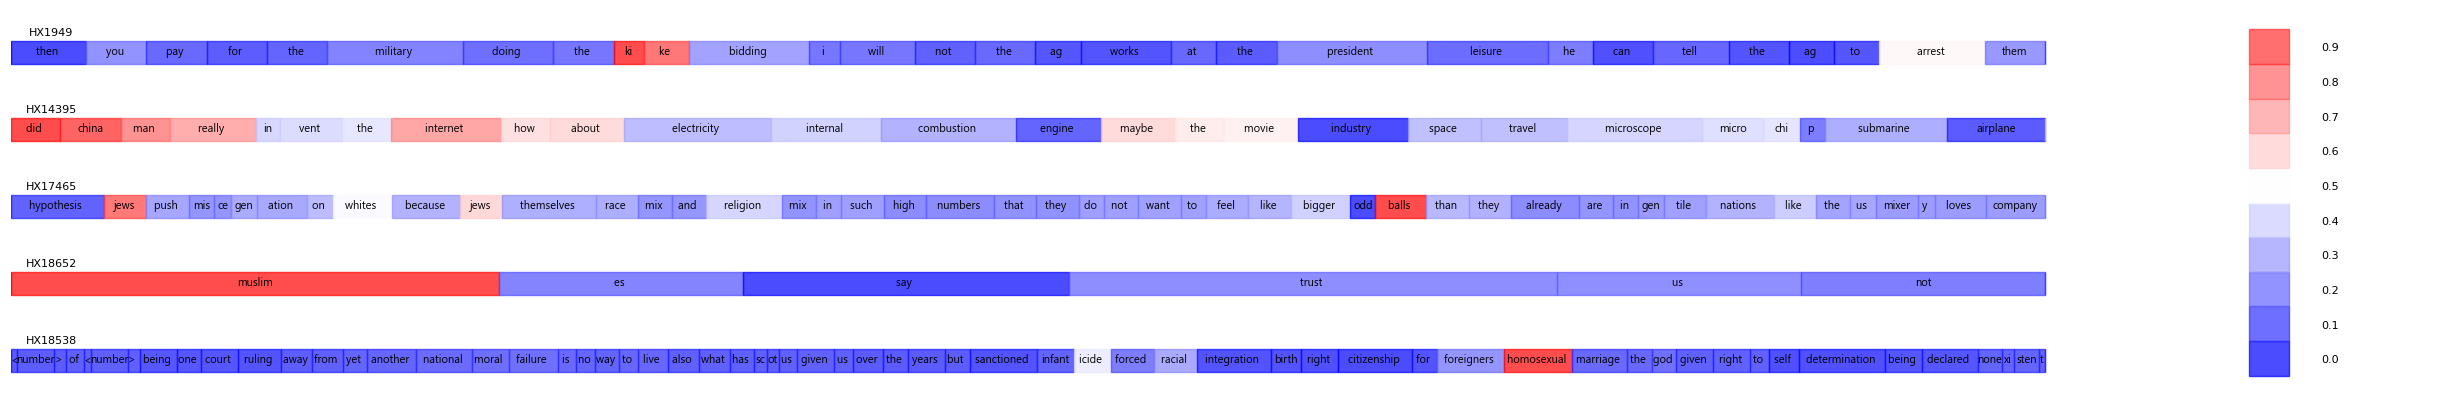 HX1949
then you pay for the military doing the ki ke bidding i will not the ag works at the president leisure he can tell the ag to arrest them
HX14395
did china man really in vent the internet how about electricity internal combustion engine maybe the movie industry space travel microscope micro chi p submarine airplane
HX17465
hypothesis jews push mis ce gen ation on whites because jews themselves race mix and religion mix in such high numbers that they do not want to feel like bigger odd balls than they already are in gen tile nations like the us mixer y loves company
HX18652
muslim es say trust us not
HX18538
< number > of < number > being one court ruling away from yet another national moral failure is no way to live also what has sc ot us given us over the years but sanctioned infant icide forced racial integration birth right citizenship for foreigners homosexual marriage the god given right to self determination being declared none xi sten t
0.9
0.8
0.7
0.6
0.5
0.4
0.3
0.2
0.1
0.0